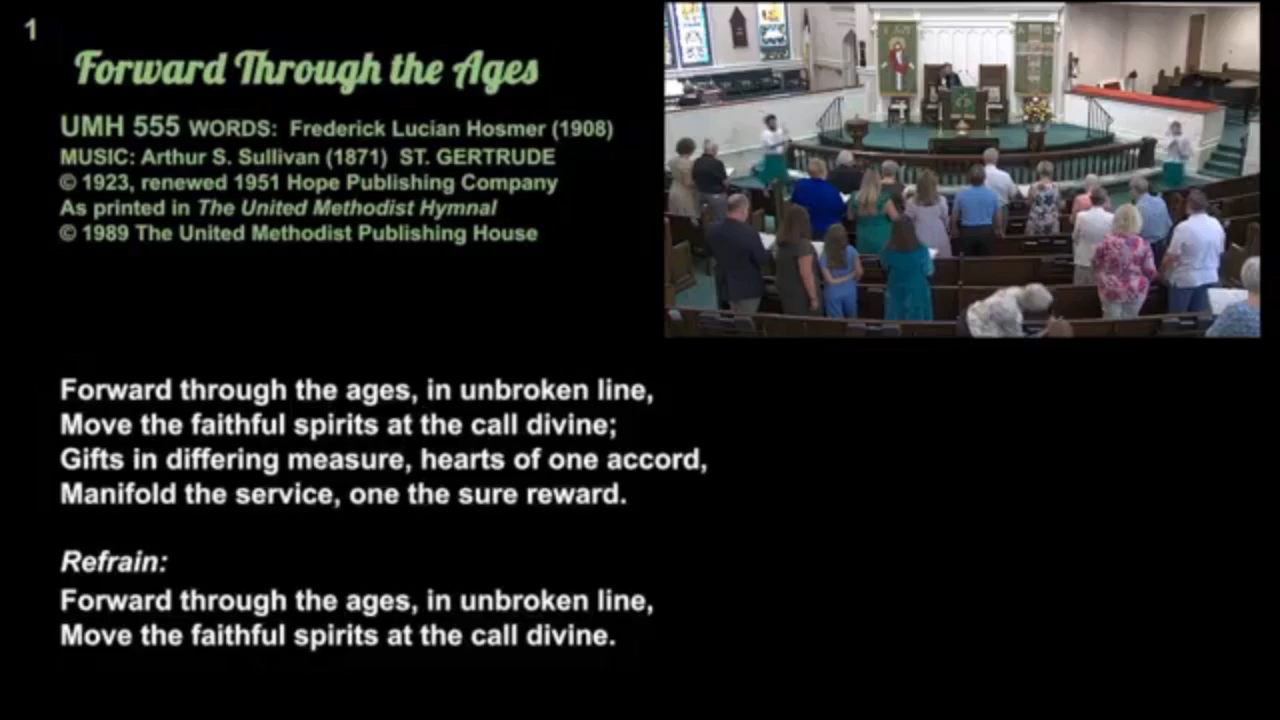 1
Forward Through the Ages
UMH 555 WORDS: Frederick Lucian Hosmer (1908)
MUSIC: Arthur S. Sullivan (1871) ST. GERTRUDE
© 1923, renewed 1951 Hope Publishing Company
As printed in The United Methodist Hymnal
© 1989 The United Methodist Publishing House
Forward through the ages, in unbroken line,
Move the faithful spirits at the call divine;
Gifts in differing measure, hearts of one accord,
Manifold the service, one the sure reward.
Refrain:
Forward through the ages, in unbroken line,
Move the faithful spirits at the call divine.